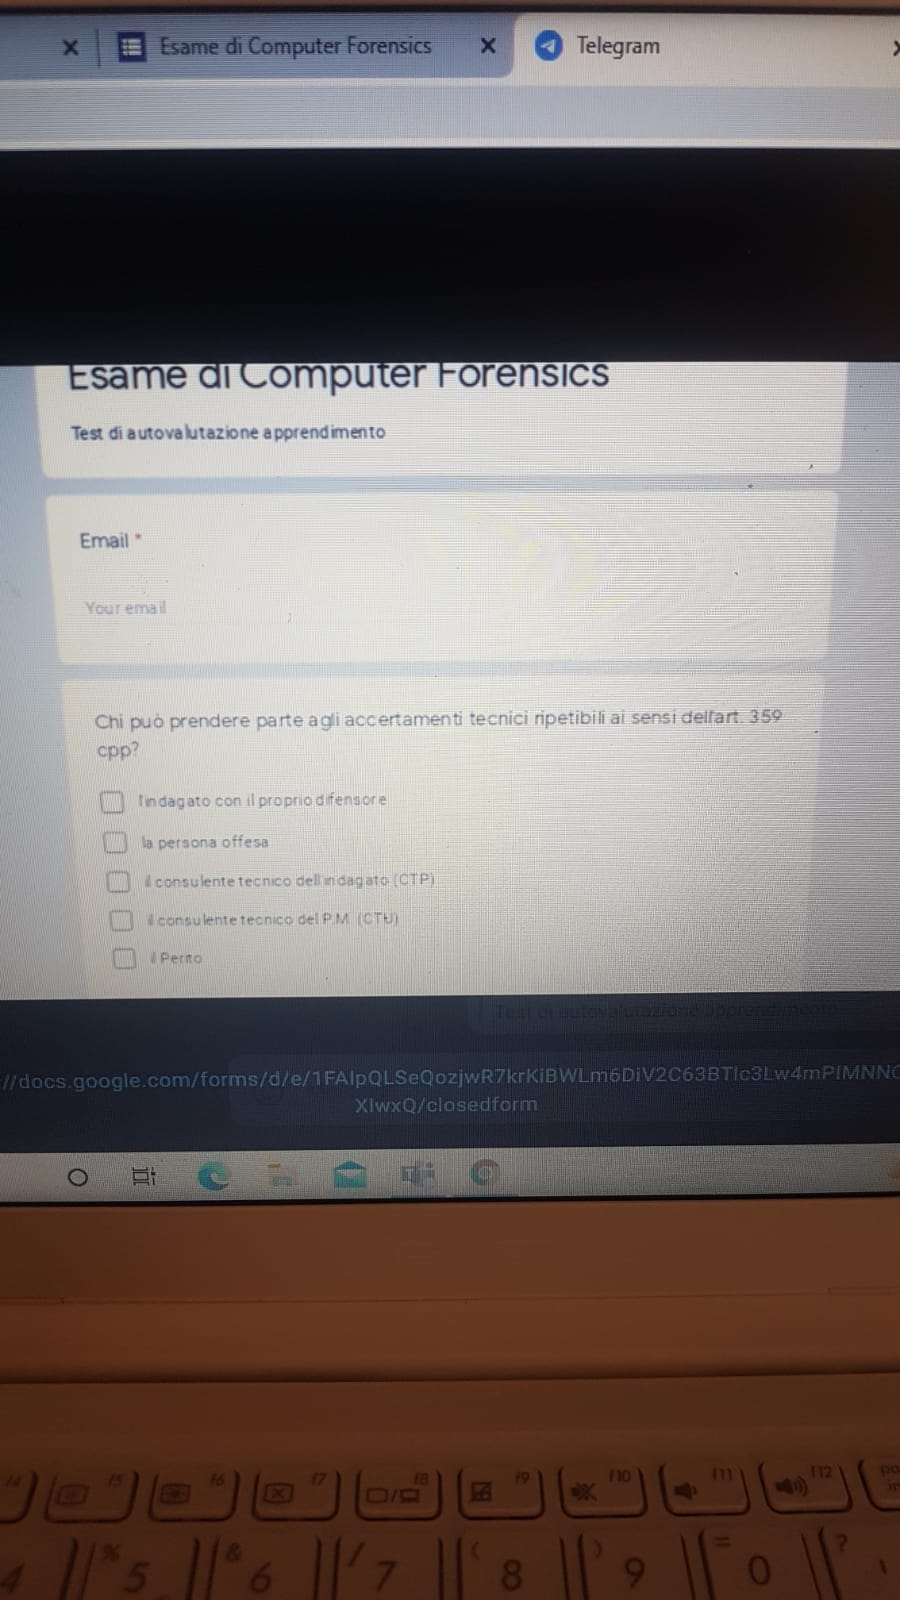 Esame di Computer Forensics
Telegram
Esame di Computer Forensics
Test di autovalutazione apprendimento
Email *
Your email
Chi può prendere parte agli accertamenti tecnici ripetibili ai sensi dell'art. 359
cpp?
l'indagato con il proprio difensore
la persona offesa
il consulente tecnico dell'indagato (CTP)
il consulente tecnico del P.M. (CTU)
il Perito
Test di autovalutazione apprendimento
//docs.google.com/forms/d/e/1FAIpQLSeQozjwR7krKiBWLm6DiV2C63BTlc3Lw4mPIMNN
XIwxQ/closedform
f5 f6 f7 f8 f9 f10 f11 f12
% & / ( ) = ?
4 5 6 7 8 9 0 '